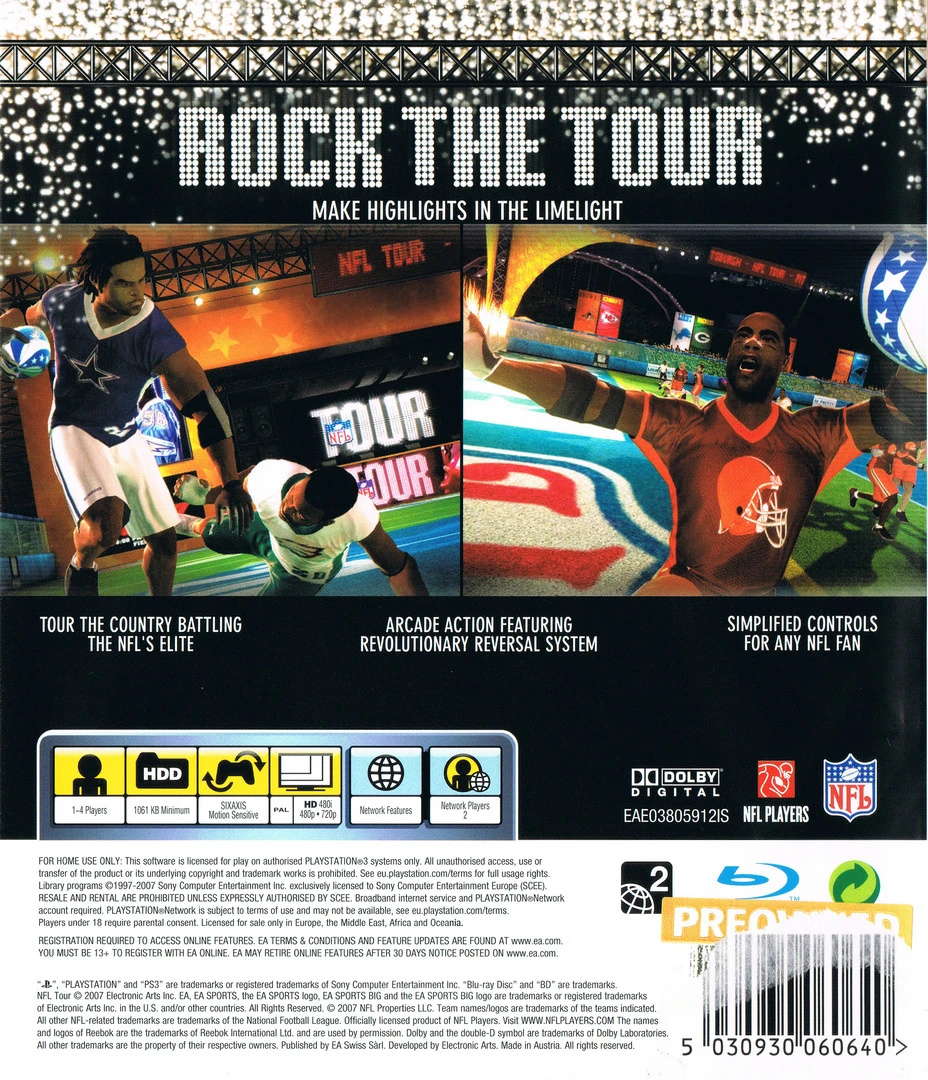 ROCK THE TOUR
MAKE HIGHLIGHTS IN THE LIMELIGHT
NFL TOUR
TSBURGH - NFL TOUR - PIT
TOUR
NFL
TOUR
TOUR THE COUNTRY BATTLING
THE NFL'S ELITE
ARCADE ACTION FEATURING
REVOLUTIONARY REVERSAL SYSTEM
SIMPLIFIED CONTROLS
FOR ANY NFL FAN
HDD
1-4 Players
1061 KB Minimum
SIXAXIS
Motion Sensitive
PAL
HD 480i
480p • 720p
Network Features
Network Players
2
DOLBY
DIGITAL
EAE03805912IS
NFL PLAYERS
NFL
FOR HOME USE ONLY: This software is licensed for play on authorised PLAYSTATION®3 systems only. All unauthorised access, use or
transfer of the product or its underlying copyright and trademark works is prohibited. See eu.playstation.com/terms for full usage rights.
Library programs ©1997-2007 Sony Computer Entertainment Inc. exclusively licensed to Sony Computer Entertainment Europe (SCEE).
RESALE AND RENTAL ARE PROHIBITED UNLESS EXPRESSLY AUTHORISED BY SCEE. Broadband internet service and PLAYSTATION®Network
account required. PLAYSTATION®Network is subject to terms of use and may not be available, see eu.playstation.com/terms.
Players under 18 require parental consent. Licensed for sale only in Europe, the Middle East, Africa and Oceania.
REGISTRATION REQUIRED TO ACCESS ONLINE FEATURES. EA TERMS & CONDITIONS AND FEATURE UPDATES ARE FOUND AT www.ea.com.
YOU MUST BE 13+ TO REGISTER WITH EA ONLINE. EA MAY RETIRE ONLINE FEATURES AFTER 30 DAYS NOTICE POSTED ON www.ea.com.
2
TM
"PS", "PLAYSTATION" and "PS3" are trademarks or registered trademarks of Sony Computer Entertainment Inc. "Blu-ray Disc" and "BD" are trademarks.
NFL Tour © 2007 Electronic Arts Inc. EA, EA SPORTS, the EA SPORTS logo, EA SPORTS BIG and the EA SPORTS BIG logo are trademarks or registered trademarks
of Electronic Arts Inc. in the U.S. and/or other countries. All Rights Reserved. © 2007 NFL Properties LLC. Team names/logos are trademarks of the teams indicated.
All other NFL-related trademarks are trademarks of the National Football League. Officially licensed product of NFL Players. Visit WWW.NFLPLAYERS.COM The names
and logos of Reebok are the trademarks of Reebok International Ltd. and are used by permission. Dolby and the double-D symbol are trademarks of Dolby Laboratories.
All other trademarks are the property of their respective owners. Published by EA Swiss Sàrl. Developed by Electronic Arts. Made in Austria. All rights reserved.
5 030930 060640 >